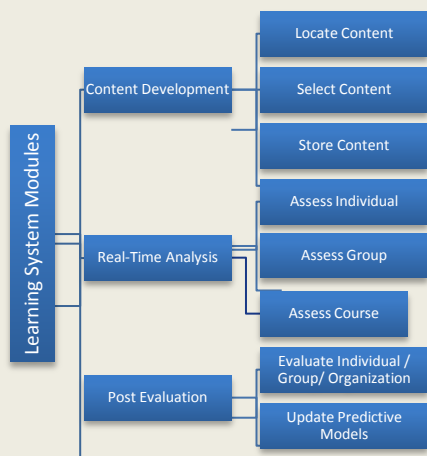 Learning System Modules
Content Development
Locate Content
Select Content
Store Content
Real-Time Analysis
Assess Individual
Assess Group
Assess Course
Post Evaluation
Evaluate Individual /
Group/ Organization
Update Predictive
Models